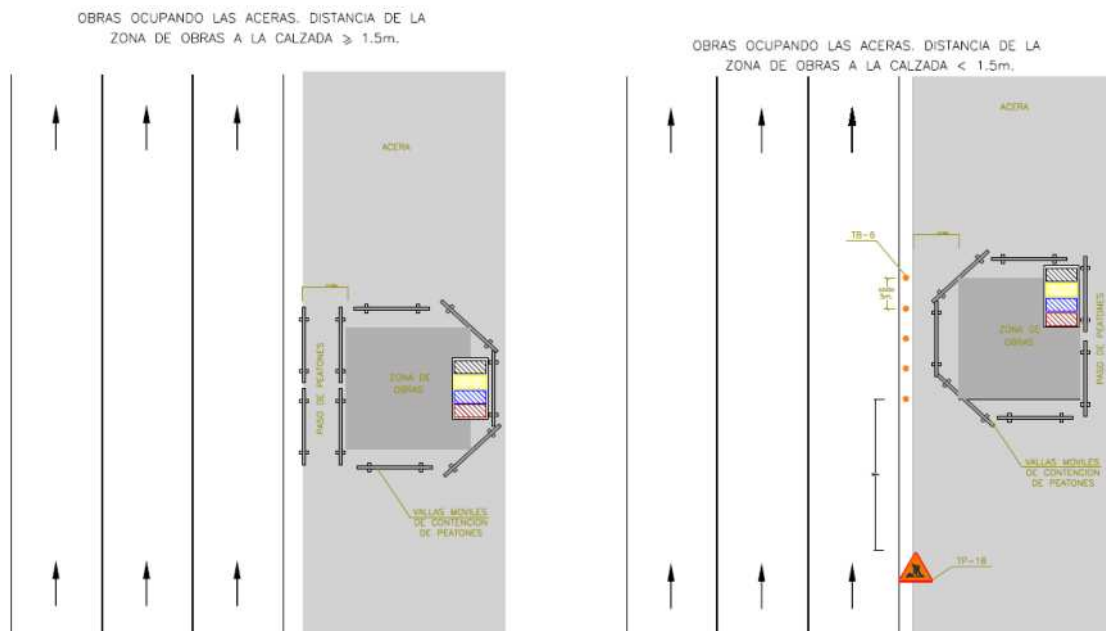 OBRAS OCUPANDO LAS ACERAS. DISTANCIA DE LA
ZONA DE OBRAS A LA CALZADA ⩾ 1.5m.
ACERA
PASO DE PEATONES
ZONA DE
OBRAS
VALLAS MOVILES
DE CONTENCION
DE PEATONES
OBRAS OCUPANDO LAS ACERAS. DISTANCIA DE LA
ZONA DE OBRAS A LA CALZADA < 1.5m.
ACERA
TB-6
5m.
ZONA DE
OBRAS
PASO DE PEATONES
VALLAS MOVILES
DE CONTENCION
DE PEATONES
TP-18